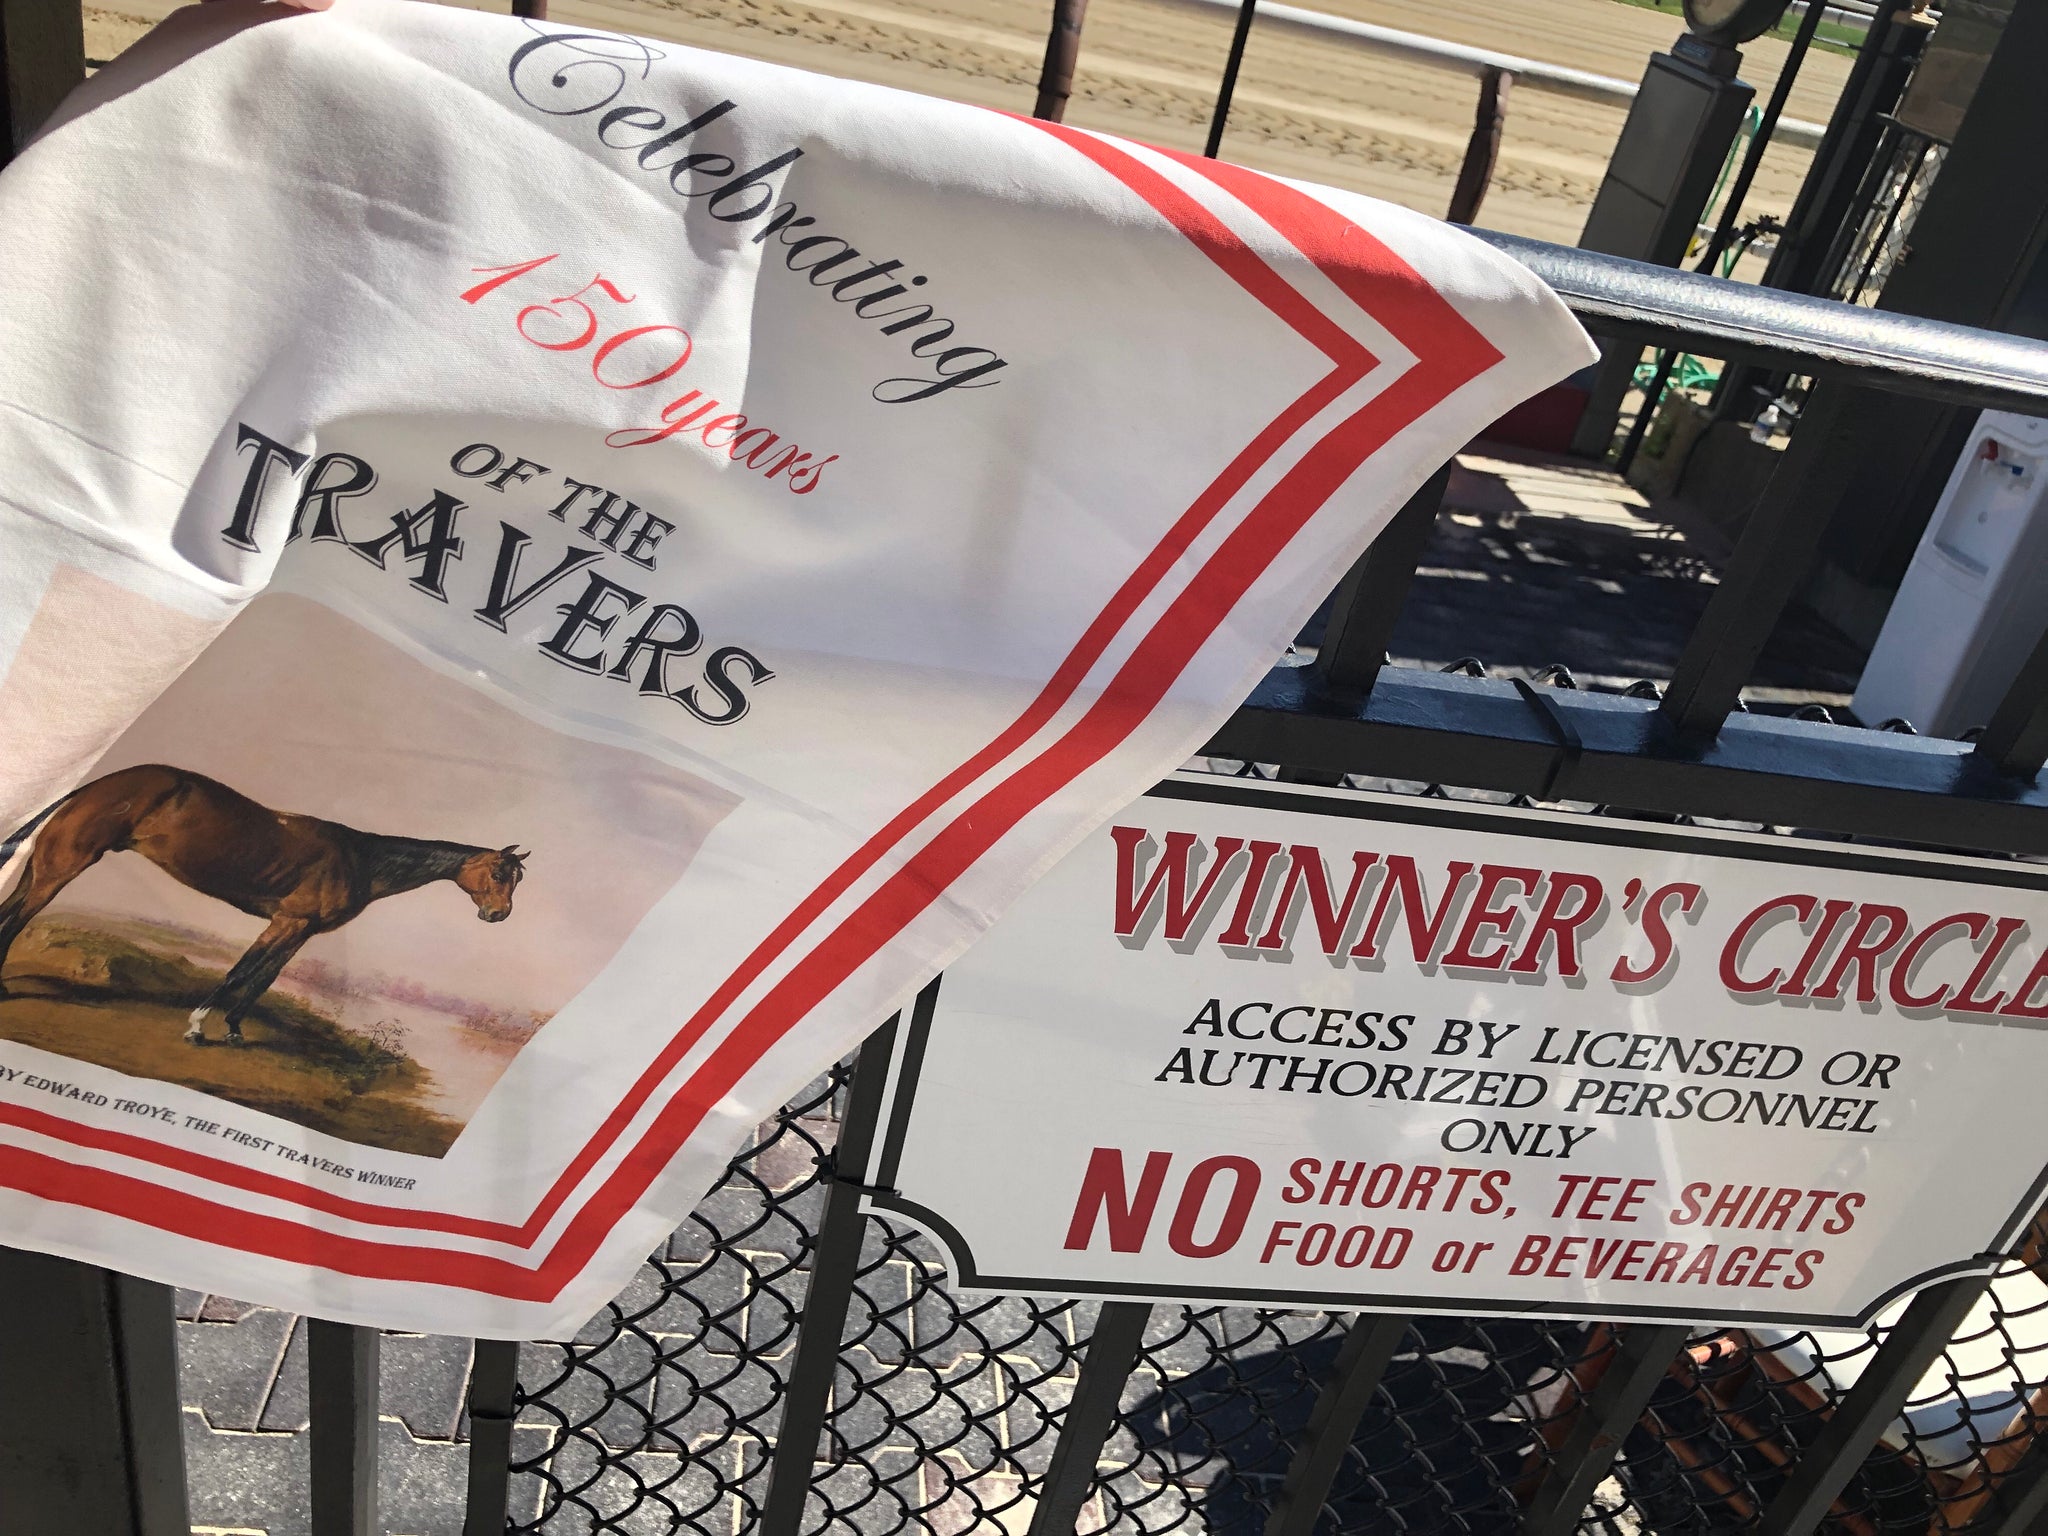 Celebrating
150 years
OF THE
TRAVERS
BY EDWARD TROYE, THE FIRST TRAVERS WINNER
WINNER'S CIRCLE
ACCESS BY LICENSED OR
AUTHORIZED PERSONNEL
ONLY
NO SHORTS, TEE SHIRTS
FOOD or BEVERAGES